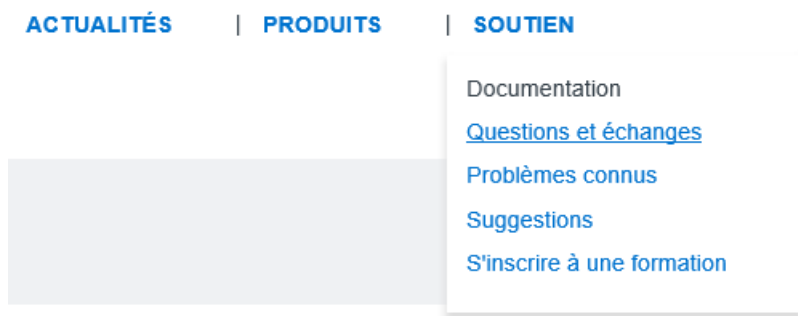 ACTUALITÉS | PRODUITS | SOUTIEN
Documentation
Questions et échanges
Problèmes connus
Suggestions
S'inscrire à une formation